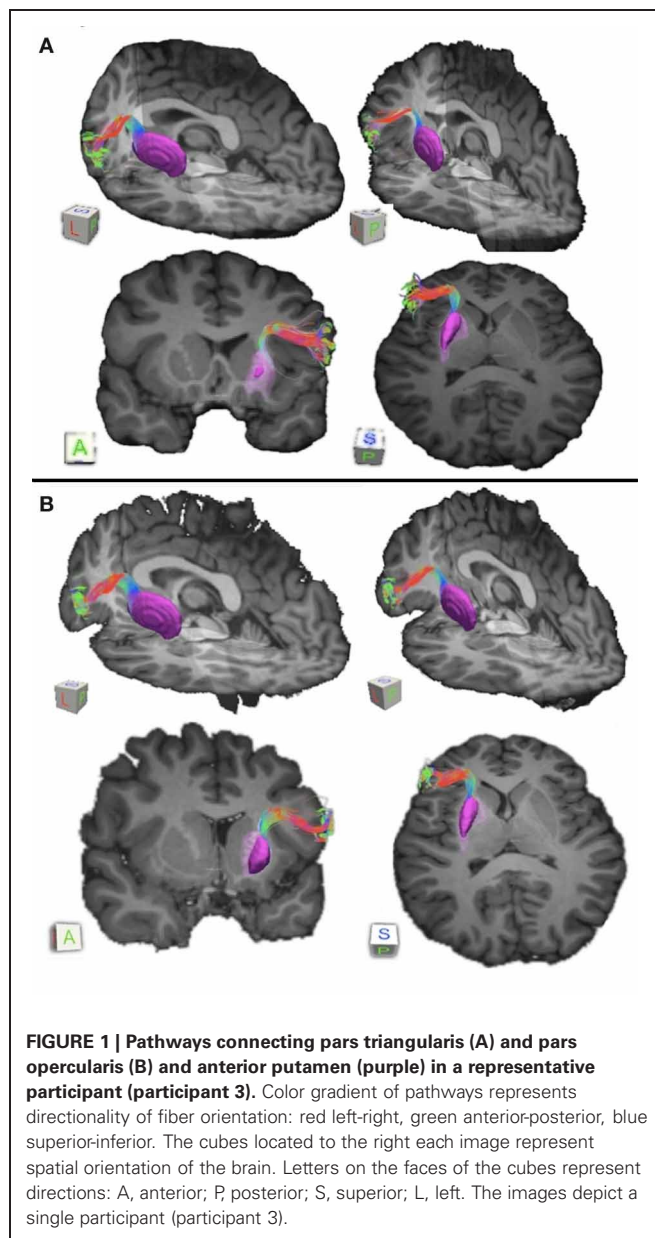 A
S
L
P
P
A
S
P
B
S
L
P
S
L
P
A
S
P
FIGURE 1 | Pathways connecting pars triangularis (A) and pars
opercularis (B) and anterior putamen (purple) in a representative
participant (participant 3). Color gradient of pathways represents
directionality of fiber orientation: red left-right, green anterior-posterior, blue
superior-inferior. The cubes located to the right each image represent
spatial orientation of the brain. Letters on the faces of the cubes represent
directions: A, anterior; P, posterior; S, superior; L, left. The images depict a
single participant (participant 3).